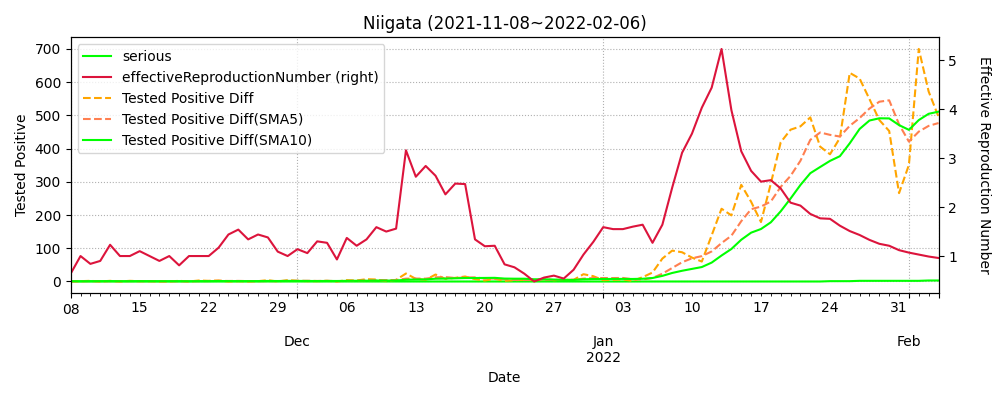 Niigata (2021-11-08~2022-02-06)
serious
effectiveReproductionNumber (right)
Tested Positive Diff
Tested Positive Diff(SMA5)
Tested Positive Diff(SMA10)
Tested Positive
700
600
500
400
300
200
100
0
5
4
3
2
1
Effective Reproduction Number
08 15 22 29 06 13 20 27 03 10 17 24 31
Dec Jan Feb
2022
Date